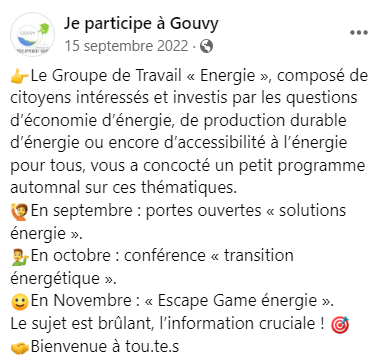 Je participe à Gouvy
15 septembre 2022 ·
👉Le Groupe de Travail « Energie », composé de
citoyens intéressés et investis par les questions
d'économie d'énergie, de production durable
d'énergie ou encore d'accessibilité à l'énergie
pour tous, vous a concocté un petit programme
automnal sur ces thématiques.
🙋En septembre : portes ouvertes « solutions
énergie ».
💁‍♂️En octobre : conférence « transition
énergétique ».
😀En Novembre : « Escape Game énergie ».
Le sujet est brûlant, l'information cruciale ! 🎯
🤝Bienvenue à tou.te.s